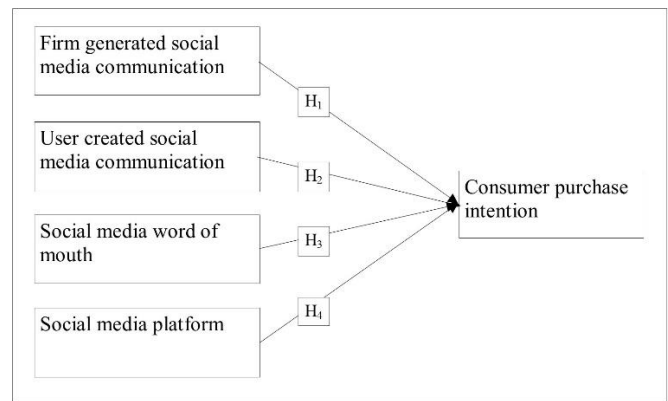 Firm generated social
media communication
H₁
User created social
media communication
H₂
Consumer purchase
intention
Social media word of
mouth
H₃
Social media platform
H₄